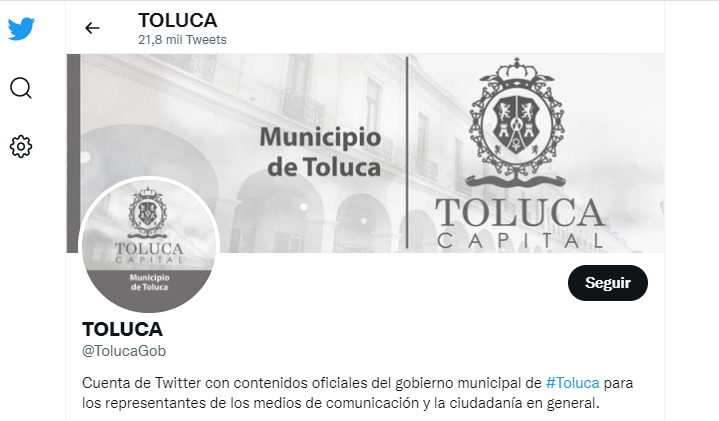 TOLUCA
21,8 mil Tweets
Municipio
de Toluca
TOLUCA
CAPITAL
TOLUCA
CAPITAL
Municipio
de Toluca
Seguir
TOLUCA
@TolucaGob
Cuenta de Twitter con contenidos oficiales del gobierno municipal de #Toluca para
los representantes de los medios de comunicación y la ciudadanía en general.